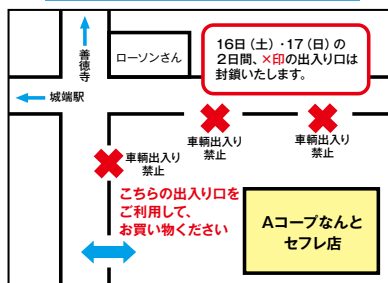 善徳寺
ローソンさん
16日（土）・17（日）の
2日間、×印の出入り口は
封鎖いたします。
城端駅
車輌出入り
禁止
車輌出入り
禁止
車輌出入り
禁止
こちらの出入り口を
ご利用して、
お買い物ください
Aコープなんと
セフレ店